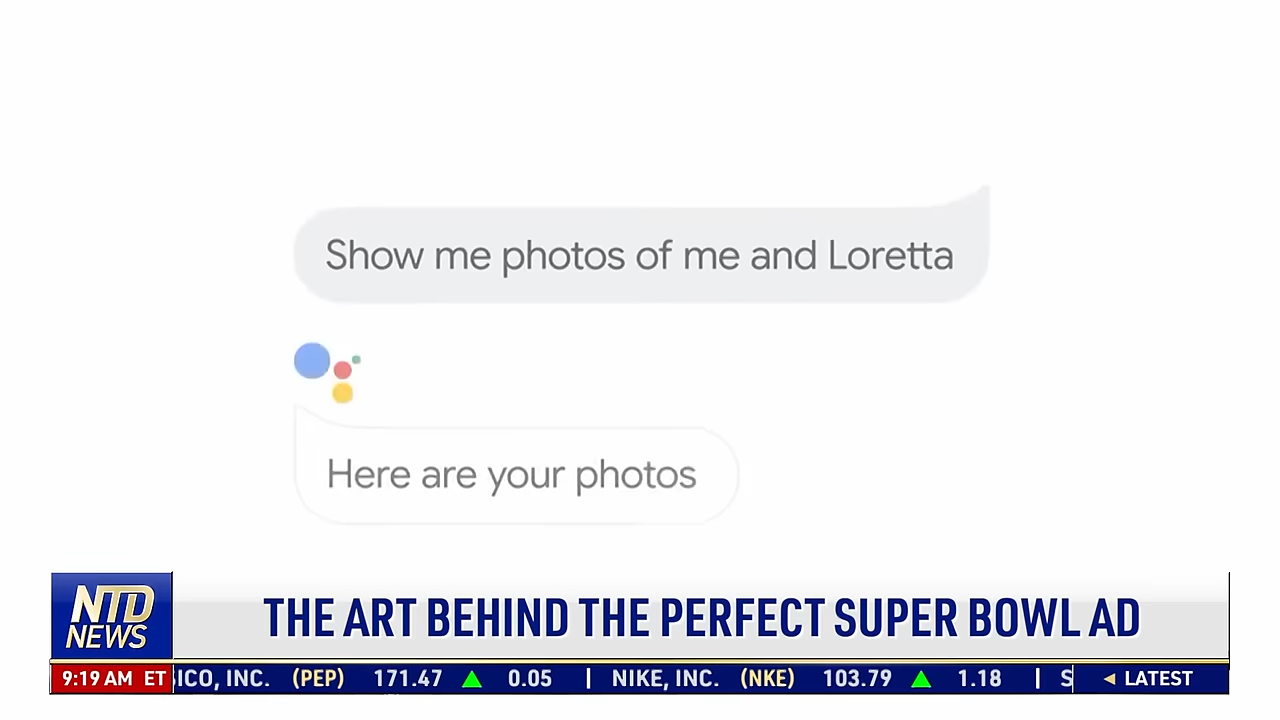 Show me photos of me and Loretta
Here are your photos
NTD
NEWS
THE ART BEHIND THE PERFECT SUPER BOWL AD
9:19 AM ET ICO, INC. (PEP) 171.47 0.05 | NIKE, INC. (NKE) 103.79 1.18 | S LATEST